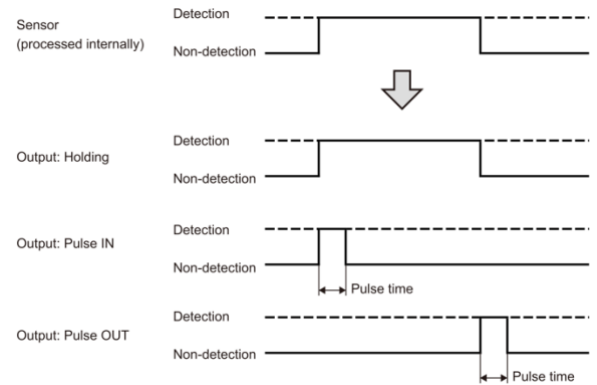 Sensor
(processed internally)
Detection
Non-detection
Output: Holding
Detection
Non-detection
Output: Pulse IN
Detection
Non-detection
Pulse time
Output: Pulse OUT
Detection
Non-detection
Pulse time